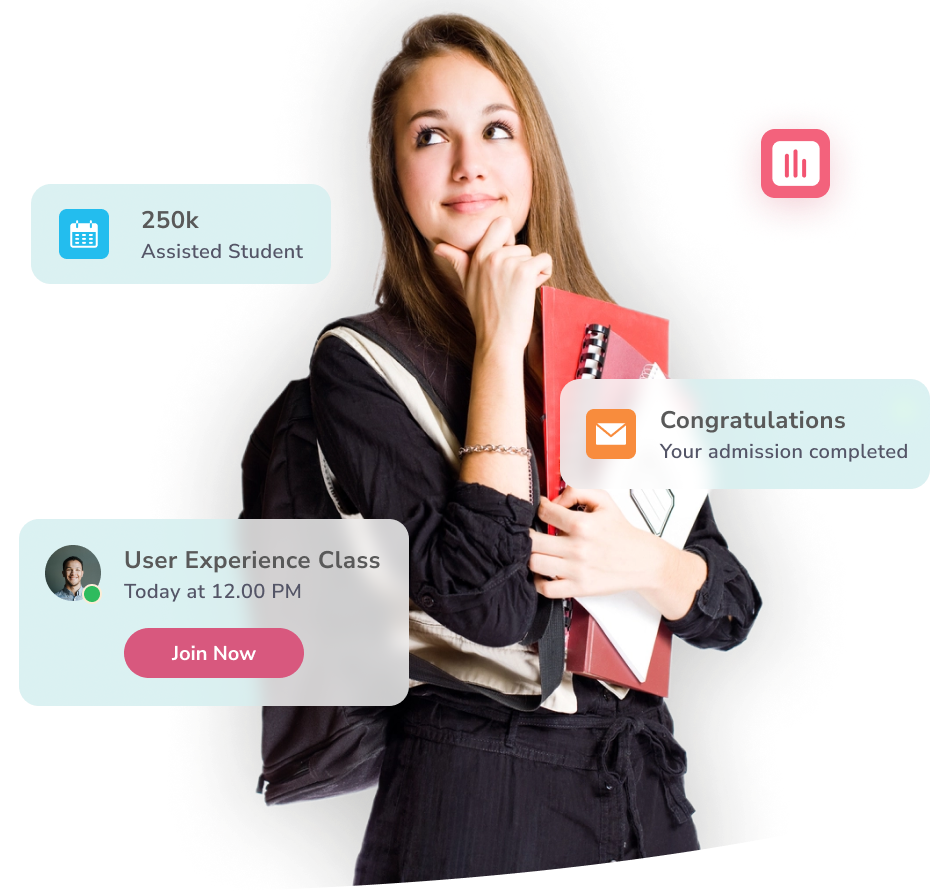 250k
Assisted Student
Congratulations
Your admission completed
User Experience Class
Today at 12.00 PM
Join Now